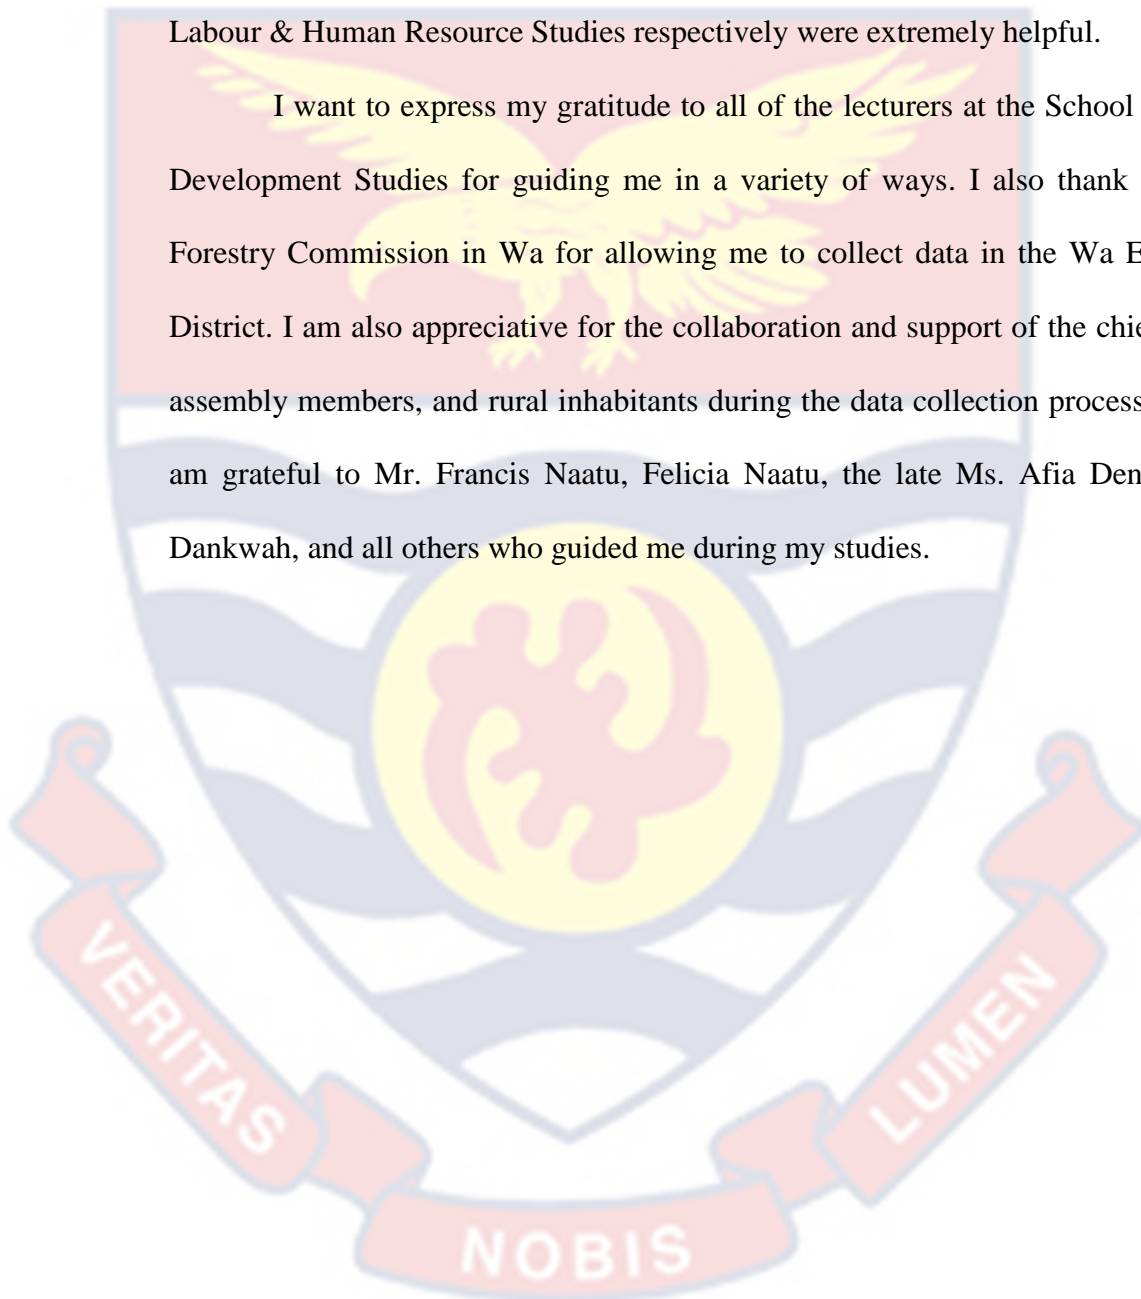 Labour & Human Resource Studies respectively were extremely helpful.
I want to express my gratitude to all of the lecturers at the School
Development Studies for guiding me in a variety of ways. I also thank
Forestry Commission in Wa for allowing me to collect data in the Wa E
District. I am also appreciative for the collaboration and support of the chie
assembly members, and rural inhabitants during the data collection process
am grateful to Mr. Francis Naatu, Felicia Naatu, the late Ms. Afia Den
Dankwah, and all others who guided me during my studies.
VERITAS
NOBIS
LUMEN